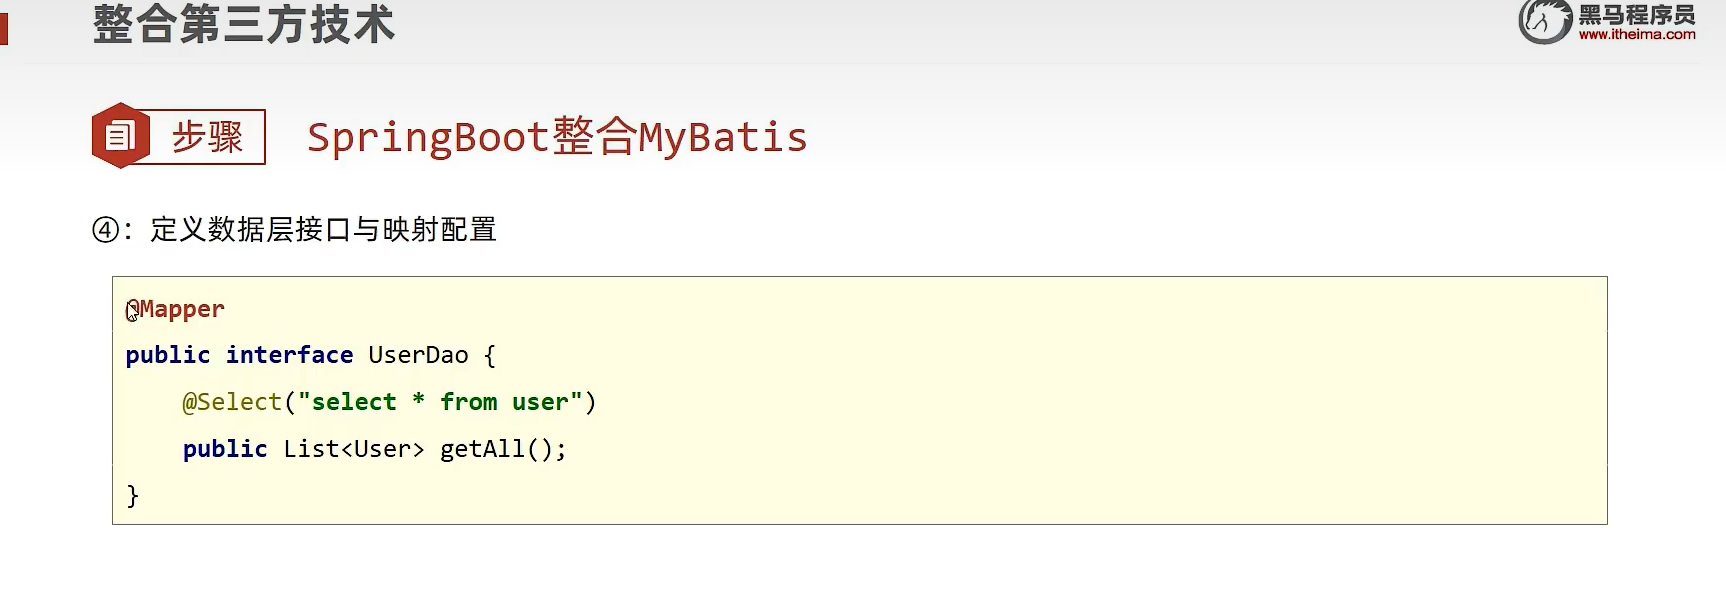 整合第三方技术
黑马程序员
www.itheima.com
步骤
SpringBoot整合MyBatis
④：定义数据层接口与映射配置
@Mapper
public interface UserDao {
    @Select("select * from user")
    public List<User> getAll();
}